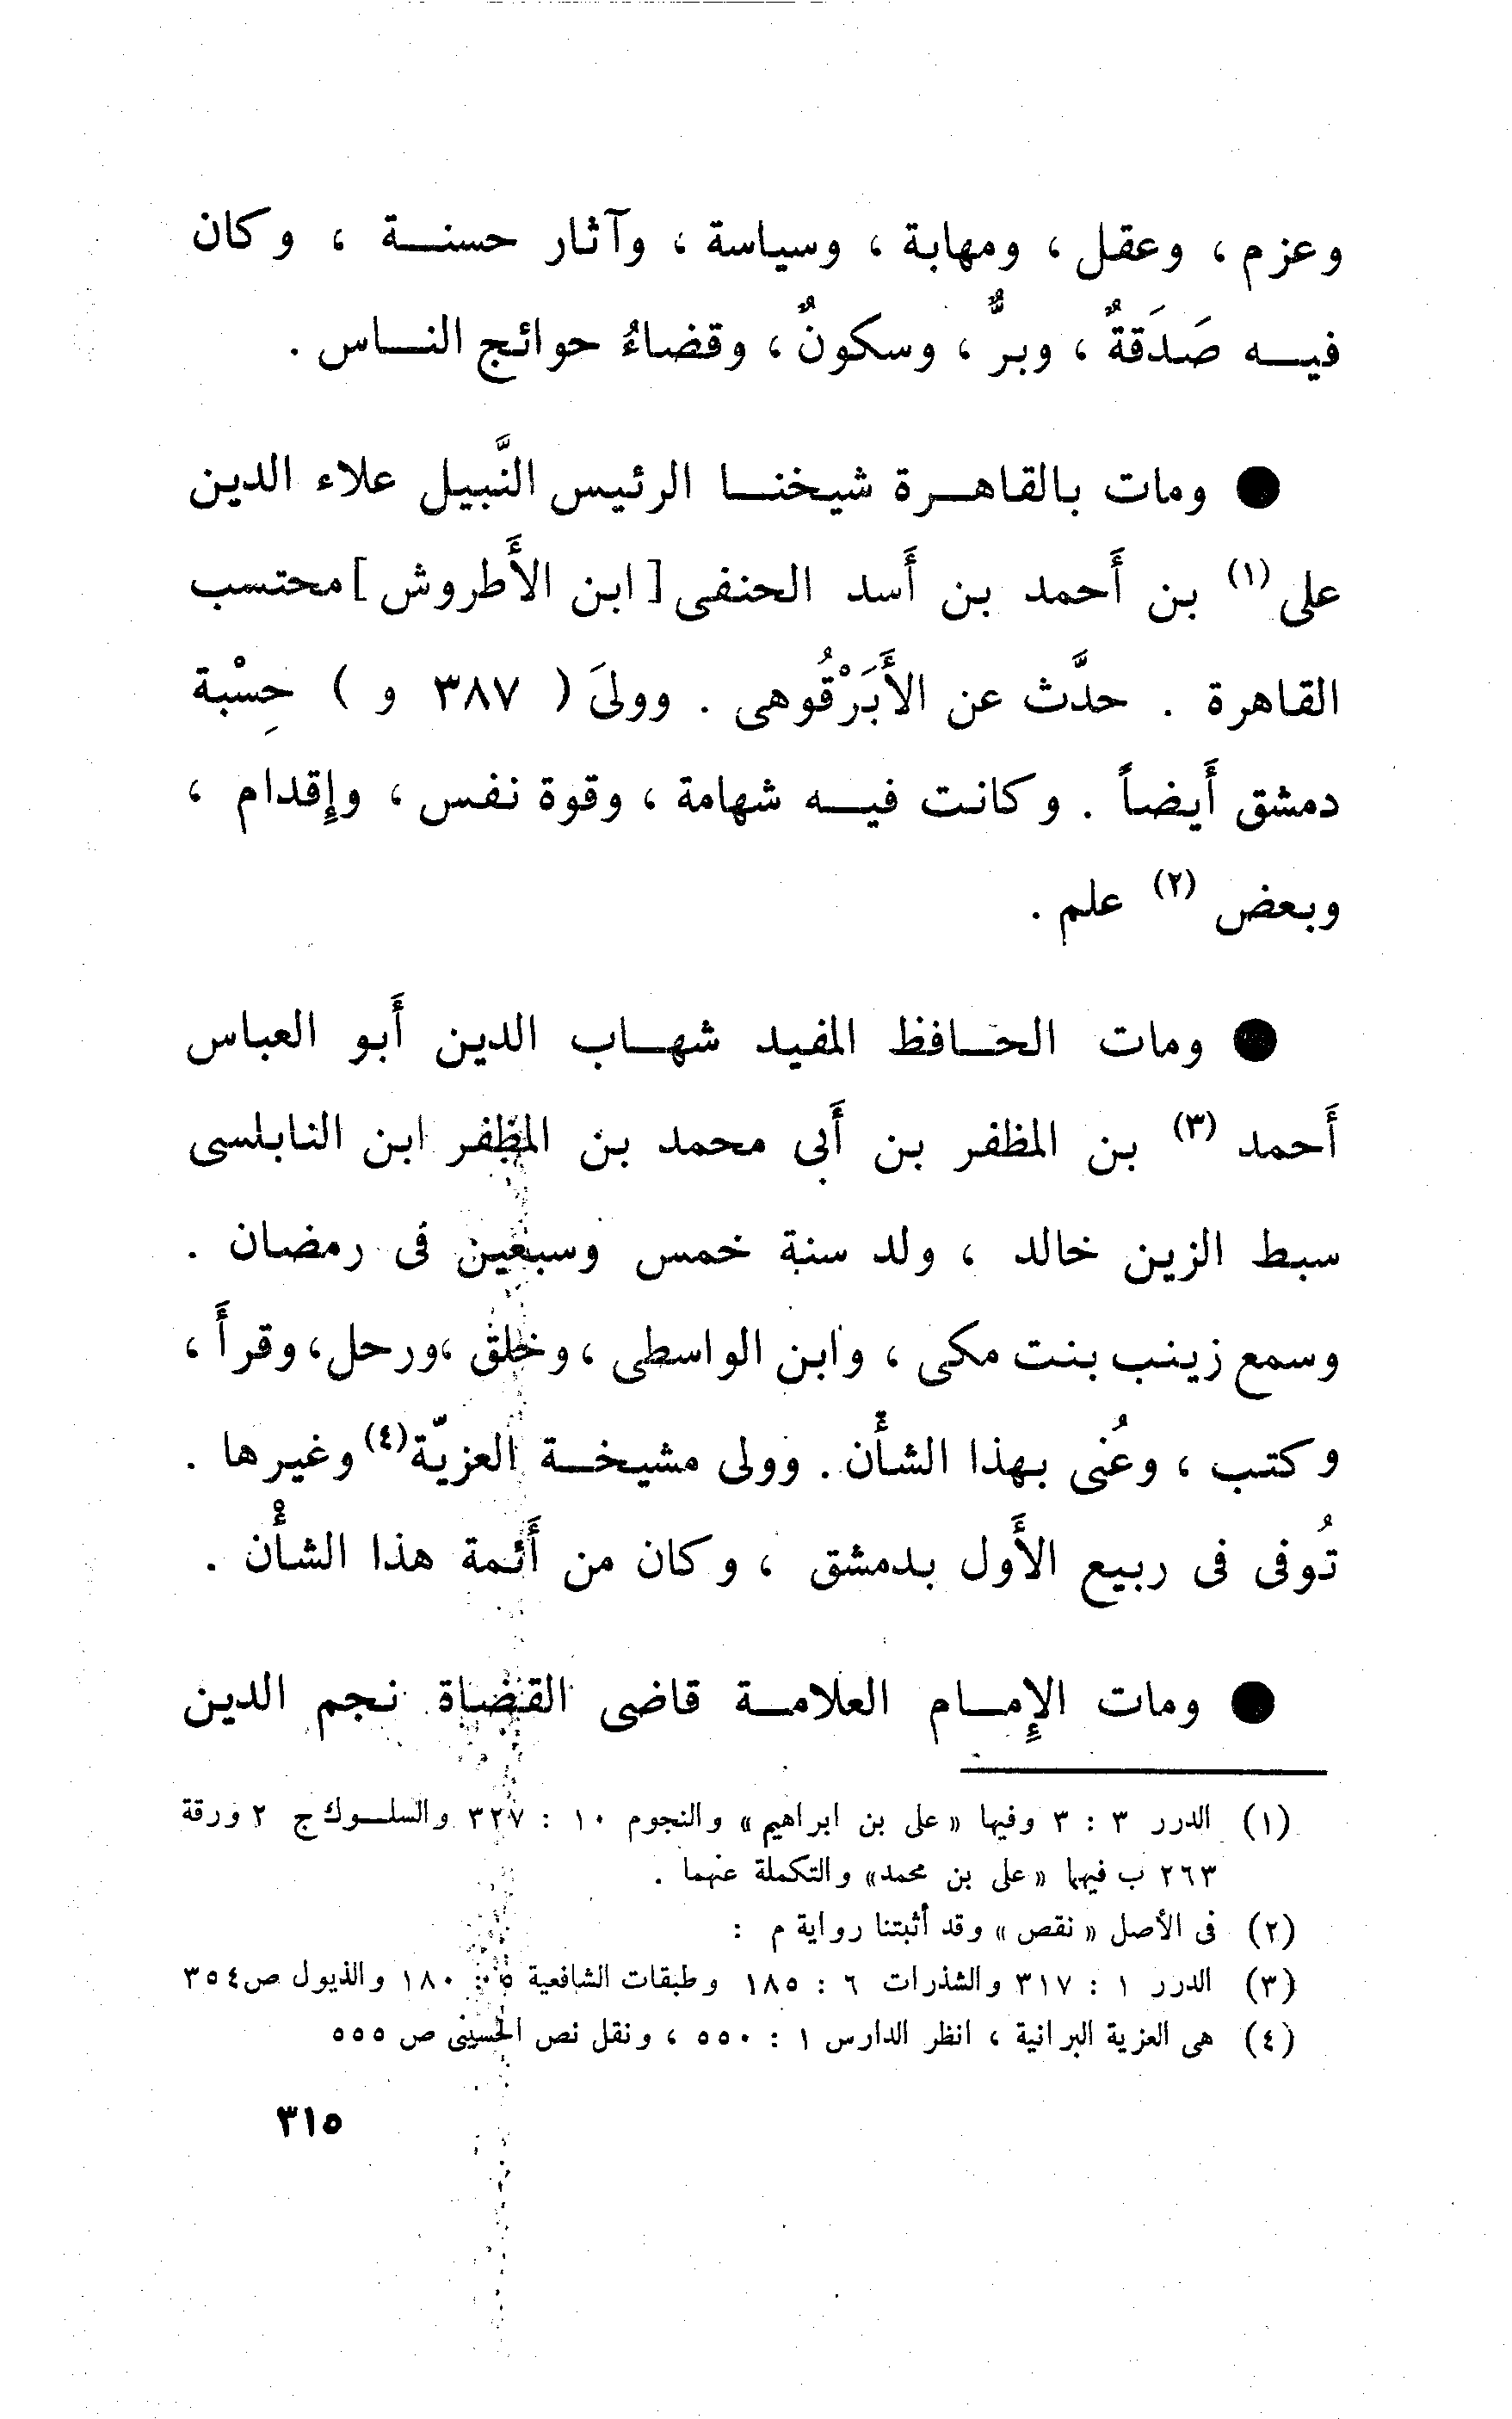 وعزم ، وعقل ، ومهابة ، وسياسة ، وآثار حسنة ، وكان
فيه صَدَقةٌ ، وبرٌّ ، وسكونٌ ، وقضاءُ حوائج الناس .
● ومات بالقاهرة شيخنا الرئيس النَّبيل علاء الدين
على (١) بن أَحمد بن أَسد الحنفى [ ابن الأَطروش ] محتسب
القاهرة . حدَّث عن الأَبَرْقُوهى . وولىَ ( ٣٨٧ و ) حِسْبة
دمشق أَيضاً . وكانت فيه شهامة ، وقوة نفس ، وإِقدام ،
وبعض (٢) علم .
● ومات الحافظ المفيد شهاب الدين أَبو العباس
أَحمد (٣) بن المظفر بن أَبى محمد بن المظفر ابن النابلسى
سبط الزين خالد ، ولد سنة خمس وسبعين فى رمضان .
وسمع زينب بنت مكى ، وابن الواسطى ، وخلق ، ورحل ، وقرأَ ،
وكتب ، وعُنى بهذا الشأْن . وولى مشيخة العزيّة (٤) وغيرها .
تُوفى فى ربيع الأَول بدمشق ، وكان من أَئمة هذا الشأْن .
● ومات الإِمام العلامة قاضى القضاة نجم الدين
(١) الدرر ٣ : ٣ وفيها « على بن ابراهيم » والنجوم ١٠ : ٣٢٧ والسلوك ج ٢ ورقة
٢٦٣ ب فيهما « على بن محمد » والتكملة عنهما .
(٢) فى الأصل « نقص » وقد أثبتنا رواية م :
(٣) الدرر ١ : ٣١٧ والشذرات ٦ : ١٨٥ وطبقات الشافعية ٥ : ١٨٠ والذيول ص ٣٥٤
(٤) هى العزية البرانية ، انظر الدارس ١ : ٥٥٠ ، ونقل نص الحسينى ص ٥٥٥
٣١٥